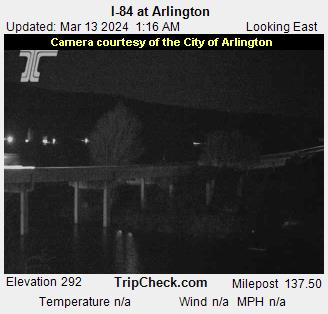 I-84 at Arlington
Updated: Mar 13 2024 1:16 AM Looking East
Camera courtesy of the City of Arlington
Elevation 292 TripCheck.com Milepost 137.50
Temperature n/a Wind n/a MPH n/a